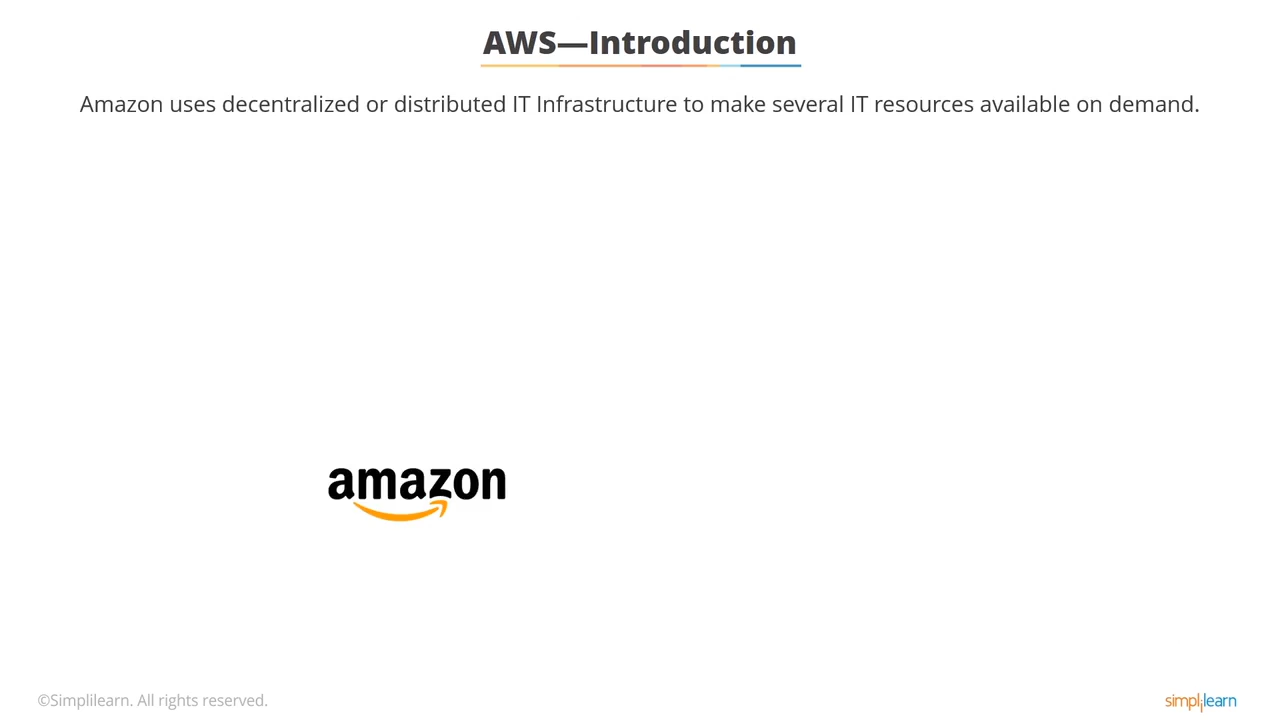 AWS—Introduction
Amazon uses decentralized or distributed IT Infrastructure to make several IT resources available on demand.
amazon
©Simplilearn. All rights reserved.
simplilearn